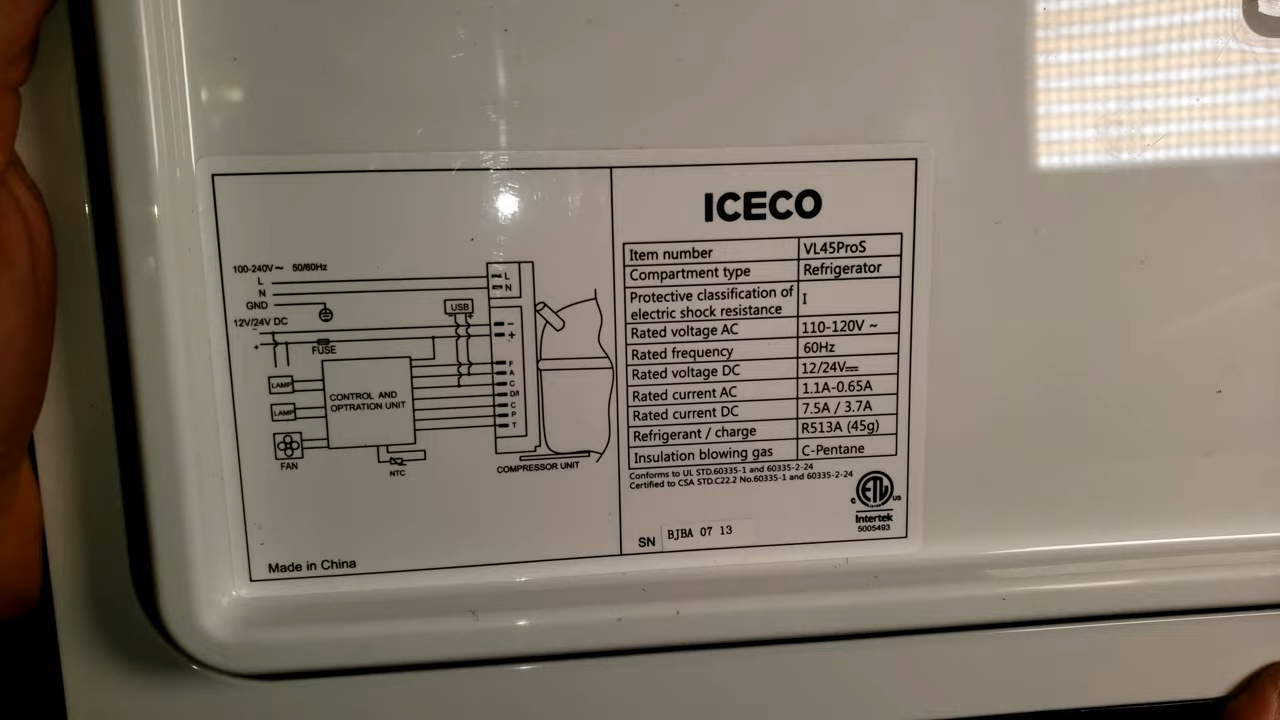 100-240V~ 50/60Hz
L
N
GND
12V/24V DC
-
+
FUSE
USB
L
N
-
+
LAMP
LAMP
FAN
CONTROL AND
OPTRATION UNIT
NTC
F
A
C
D/I
C
P
T
COMPRESSOR UNIT
Made in China
ICECO
Item number VL45ProS
Compartment type Refrigerator
Protective classification of
electric shock resistance I
Rated voltage AC 110-120V ~
Rated frequency 60Hz
Rated voltage DC 12/24V⎓
Rated current AC 1.1A-0.65A
Rated current DC 7.5A / 3.7A
Refrigerant / charge R513A (45g)
Insulation blowing gas C-Pentane
Conforms to UL STD.60335-1 and 60335-2-24
Certified to CSA STD.C22.2 No.60335-1 and 60335-2-24
C ETL US
Intertek
5005493
SN BJBA 07 13